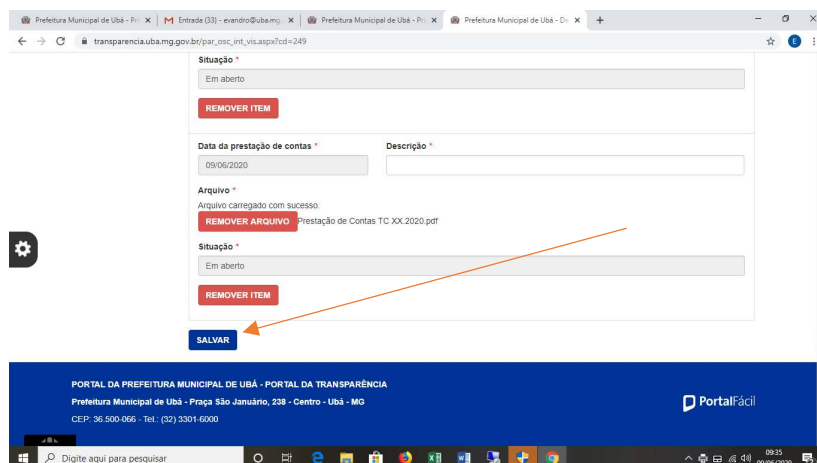 Prefeitura Municipal de Ubá - Pri
Entrada (33) - evandro@uba.mg.
Prefeitura Municipal de Ubá - Pri
Prefeitura Municipal de Ubá - De
transparencia.uba.mg.gov.br/par_osc_int_vis.aspx?cd=249
E
Situação *
Em aberto
REMOVER ITEM
Data da prestação de contas * Descrição *
09/06/2020
Arquivo *
Arquivo carregado com sucesso.
REMOVER ARQUIVO Prestação de Contas TC XX.2020.pdf
Situação *
Em aberto
REMOVER ITEM
SALVAR
PORTAL DA PREFEITURA MUNICIPAL DE UBÁ - PORTAL DA TRANSPARÊNCIA
Prefeitura Municipal de Ubá - Praça São Januário, 238 - Centro - Ubá - MG
CEP: 36.500-066 - Tel.: (32) 3301-6000
PortalFácil
Digite aqui para pesquisar
09:35
09/06/2020